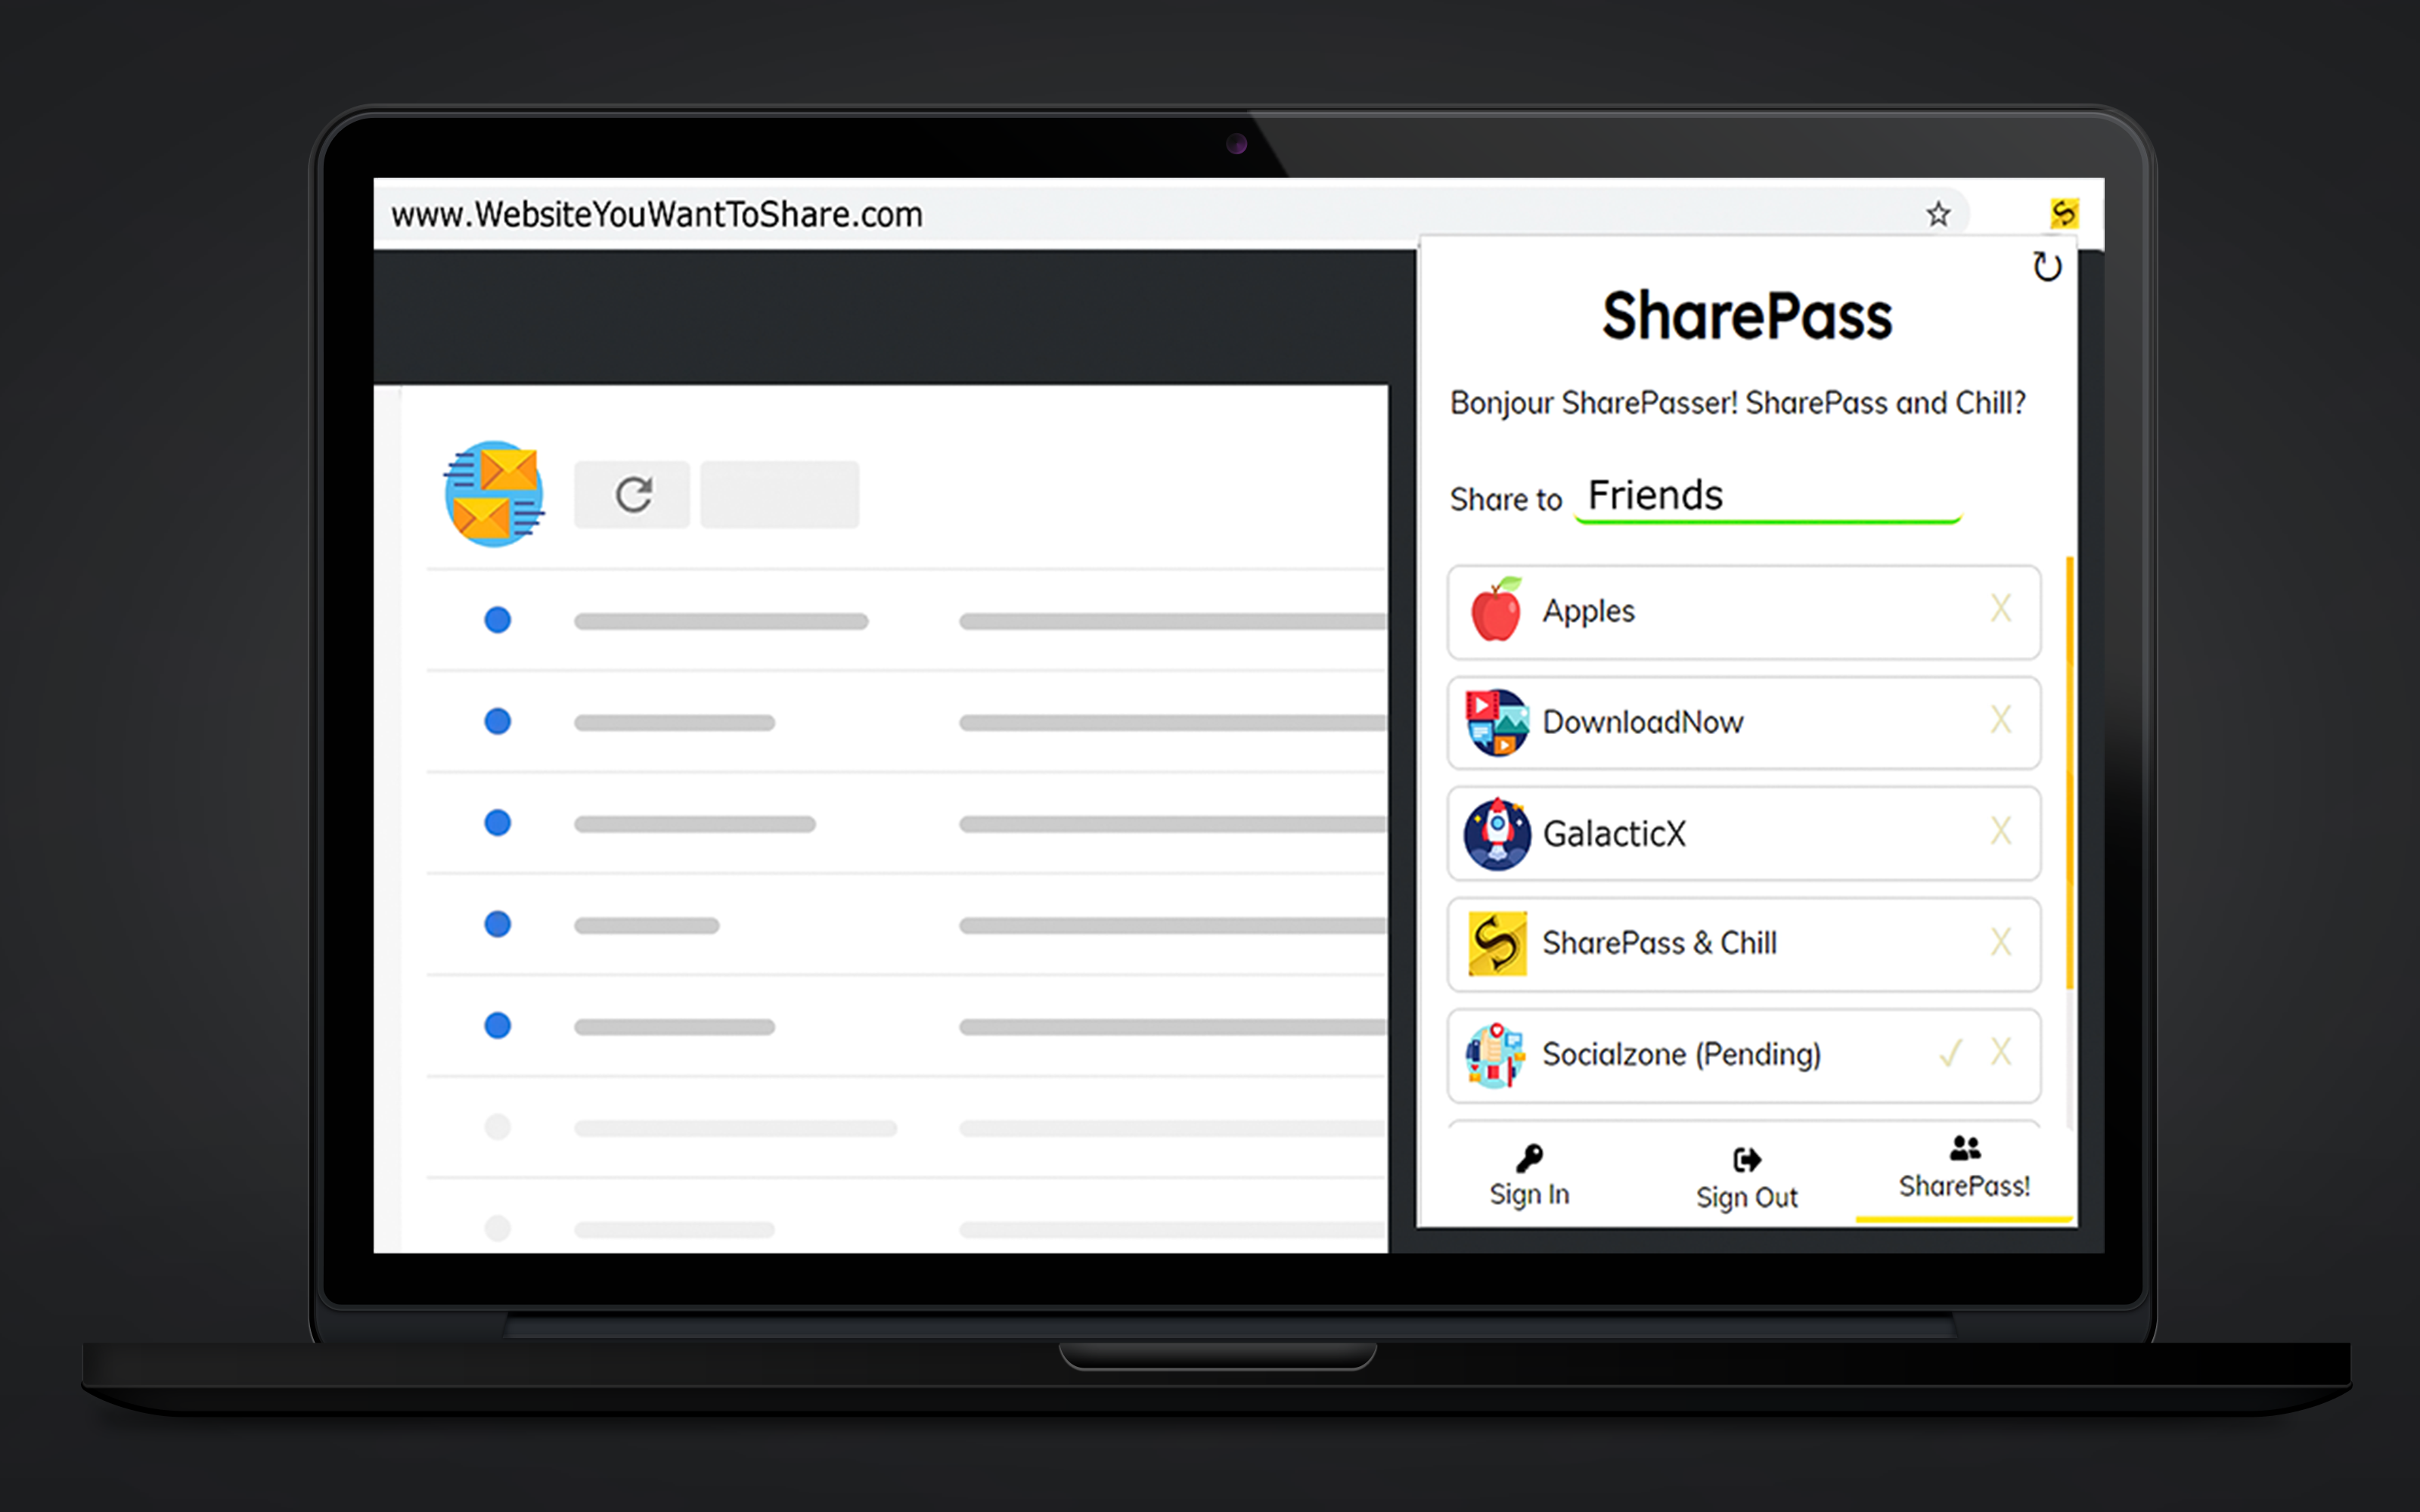 www.WebsiteYouWantToShare.com
SharePass
Bonjour SharePasser! SharePass and Chill?
Share to Friends
Apples X
DownloadNow X
GalacticX X
SharePass & Chill X
Socialzone (Pending) ✓ X
Sign In
Sign Out
SharePass!